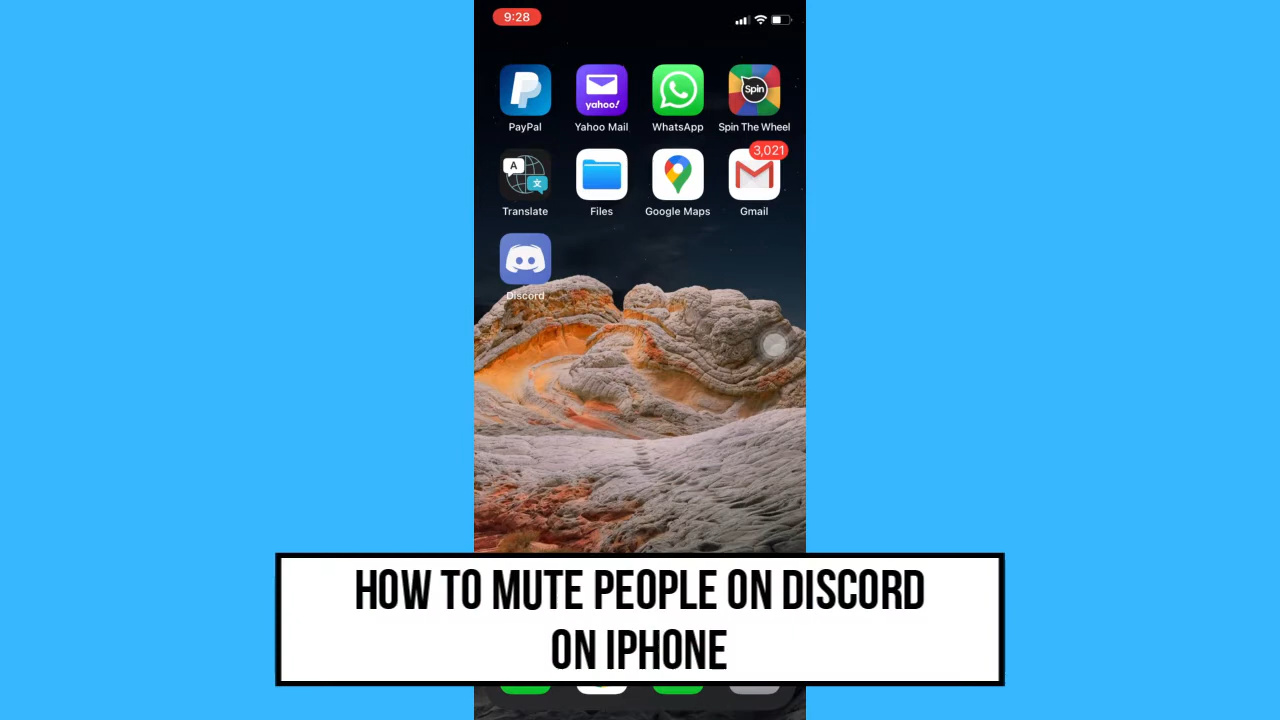 9:28
yahoo!
Spin
PayPal
Yahoo Mail
WhatsApp
Spin The Wheel
3,021
A
文
Translate
Files
Google Maps
Gmail
Discord
HOW TO MUTE PEOPLE ON DISCORD
ON IPHONE